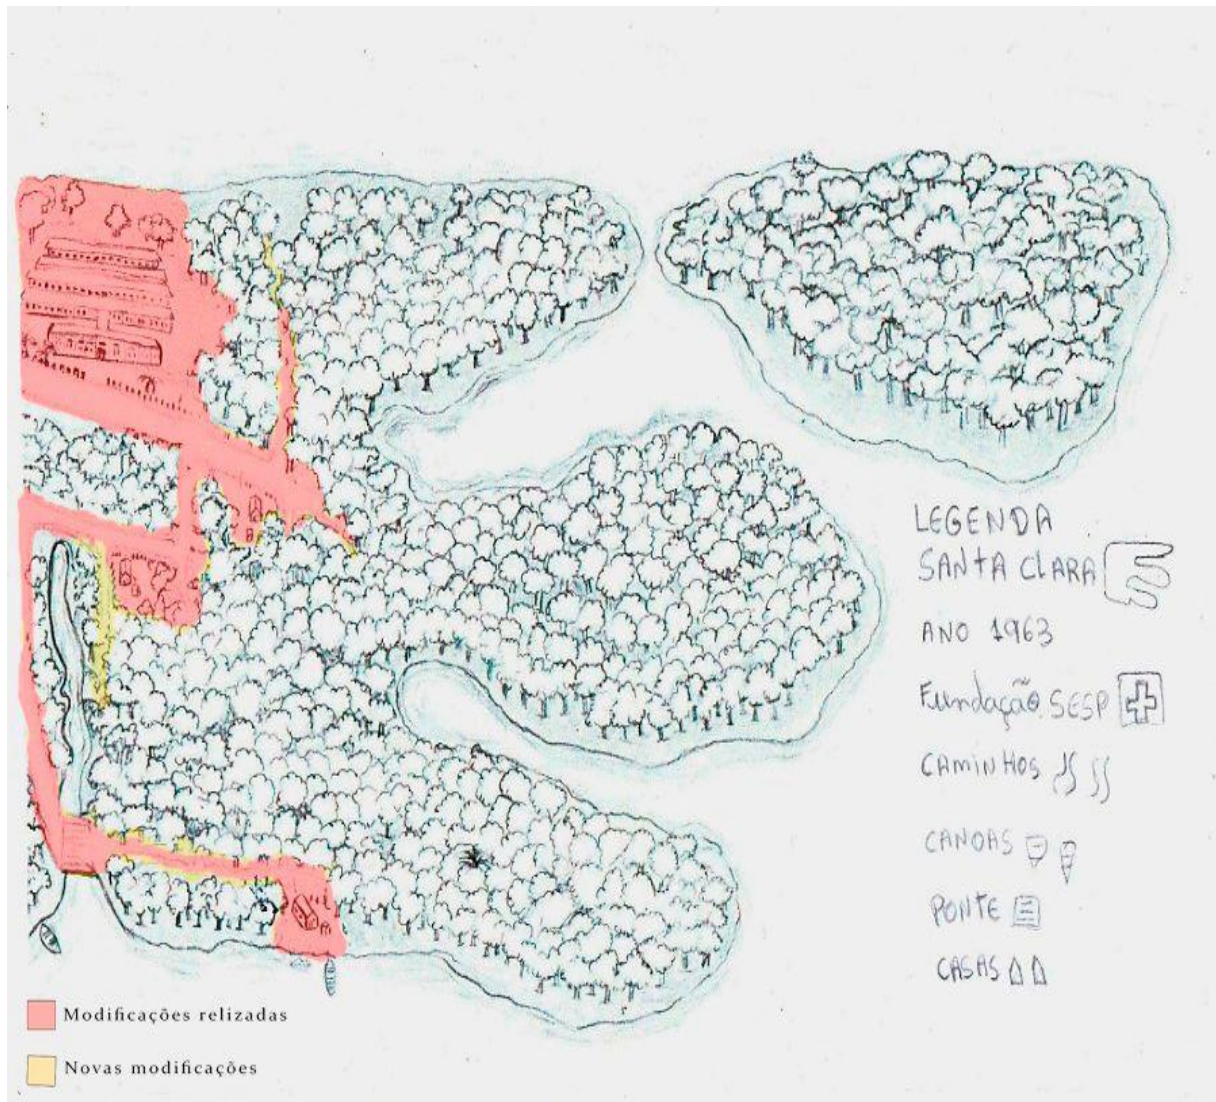 LEGENDA
SANTA CLARA
ANO 1963
Fundação SESP
CAMINHOS
CANOAS
PONTE
CASAS
Modificações relizadas
Novas modificações